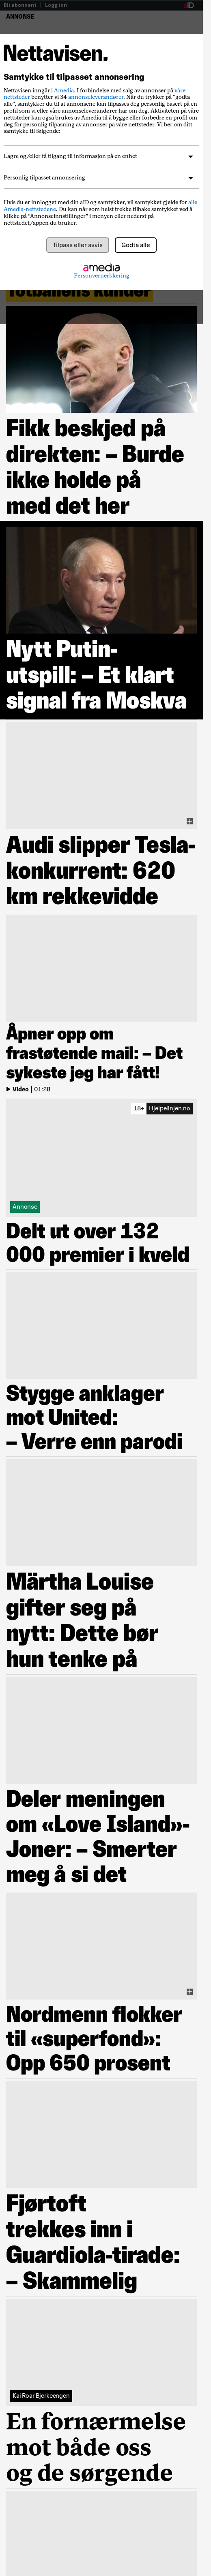 Bli abonnent | Logg inn
aID
ANNONSE
Nettavisen.
Samtykke til tilpasset annonsering
Nettavisen inngår i Amedia. I forbindelse med salg av annonser på våre
nettsteder benytter vi 34 annonseleverandører. Hvis du trykker på "godta
alle", samtykker du til at annonsene kan tilpasses deg personlig basert på en
profil som vi eller våre annonseleverandører har om deg. Aktiviteten på våre
nettsteder kan også brukes av Amedia til å bygge eller forbedre en profil om
deg for tilpasning av annonser på våre nettsteder. Vi ber om ditt
samtykke til følgende:
Lagre og/eller få tilgang til informasjon på en enhet
Personlig tilpasset annonsering
Hvis du er innlogget med din aID og samtykker, vil samtykket gjelde for alle
Amedia-nettstedene. Du kan når som helst trekke tilbake samtykket ved å
klikke på “Annonseinnstillinger” i menyen eller nederst på
nettstedet/appen du bruker.
Tilpass eller avvis
Godta alle
amedia
Personvernerklæring
fotballens kunder
Fikk beskjed på
direkten: – Burde
ikke holde på
med det her
Nytt Putin-
utspill: – Et klart
signal fra Moskva
Audi slipper Tesla-
konkurrent: 620
km rekkevidde
Åpner opp om
frastøtende mail: – Det
sykeste jeg har fått!
Video | 01:28
18+ Hjelpelinjen.no
Annonse
Delt ut over 132
000 premier i kveld
Stygge anklager
mot United:
– Verre enn parodi
Märtha Louise
gifter seg på
nytt: Dette bør
hun tenke på
Deler meningen
om «Love Island»-
Joner: – Smerter
meg å si det
Nordmenn flokker
til «superfond»:
Opp 650 prosent
Fjørtoft
trekkes inn i
Guardiola-tirade:
– Skammelig
Kai Roar Bjerkeengen
En fornærmelse
mot både oss
og de sørgende